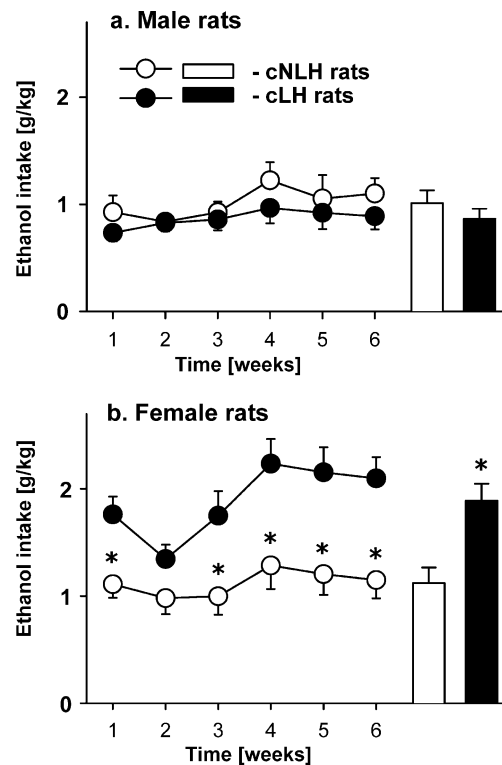 a. Male rats
- cNLH rats
- cLH rats
Ethanol intake [g/kg]
2
1
0
1 2 3 4 5 6
Time [weeks]
b. Female rats
Ethanol intake [g/kg]
2
1
0
* * * * * *
1 2 3 4 5 6
Time [weeks]